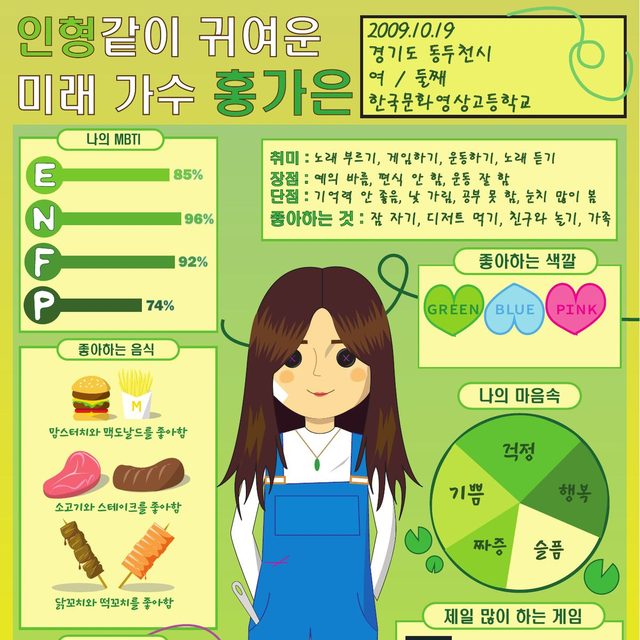 인형같이 귀여운
미래 가수 홍가은
2009.10.19
경기도 동두천시
여 / 둘째
한국문화영상고등학교
나의 MBTI
E 85%
N 96%
F 92%
P 74%
취미 : 노래 부르기, 게임하기, 운동하기, 노래 듣기
장점 : 예의 바름, 편식 안 함, 운동 잘 함
단점 : 기억력 안 좋음, 낯 가림, 공부 못 함, 눈치 많이 봄
좋아하는 것 : 잠 자기, 디저트 먹기, 친구와 놀기, 가족
좋아하는 색깔
GREEN BLUE PINK
좋아하는 음식
M
맘스터치와 맥도날드를 좋아함
소고기와 스테이크를 좋아함
닭꼬치와 떡꼬치를 좋아함
나의 마음속
걱정
기쁨 행복
짜증 슬픔
제일 많이 하는 게임